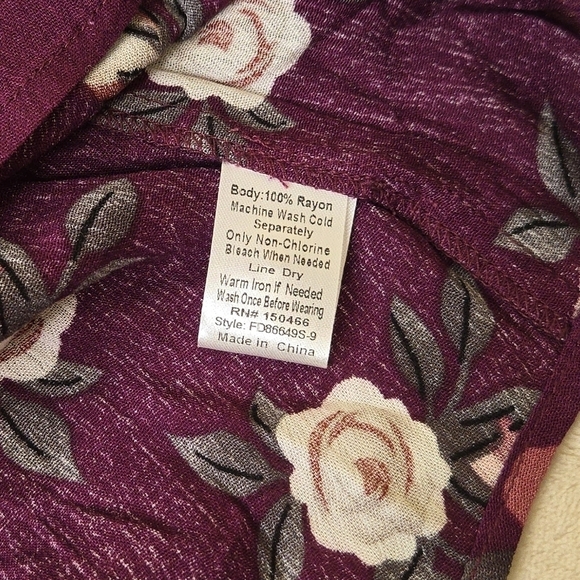 Body:100% Rayon
Machine Wash Cold
Separately
Only Non-Chlorine
Bleach When Needed
Line Dry
Warm Iron If Needed
Wash Once Before Wearing
RN# 150466
Style: FD86649S-9
Made in China